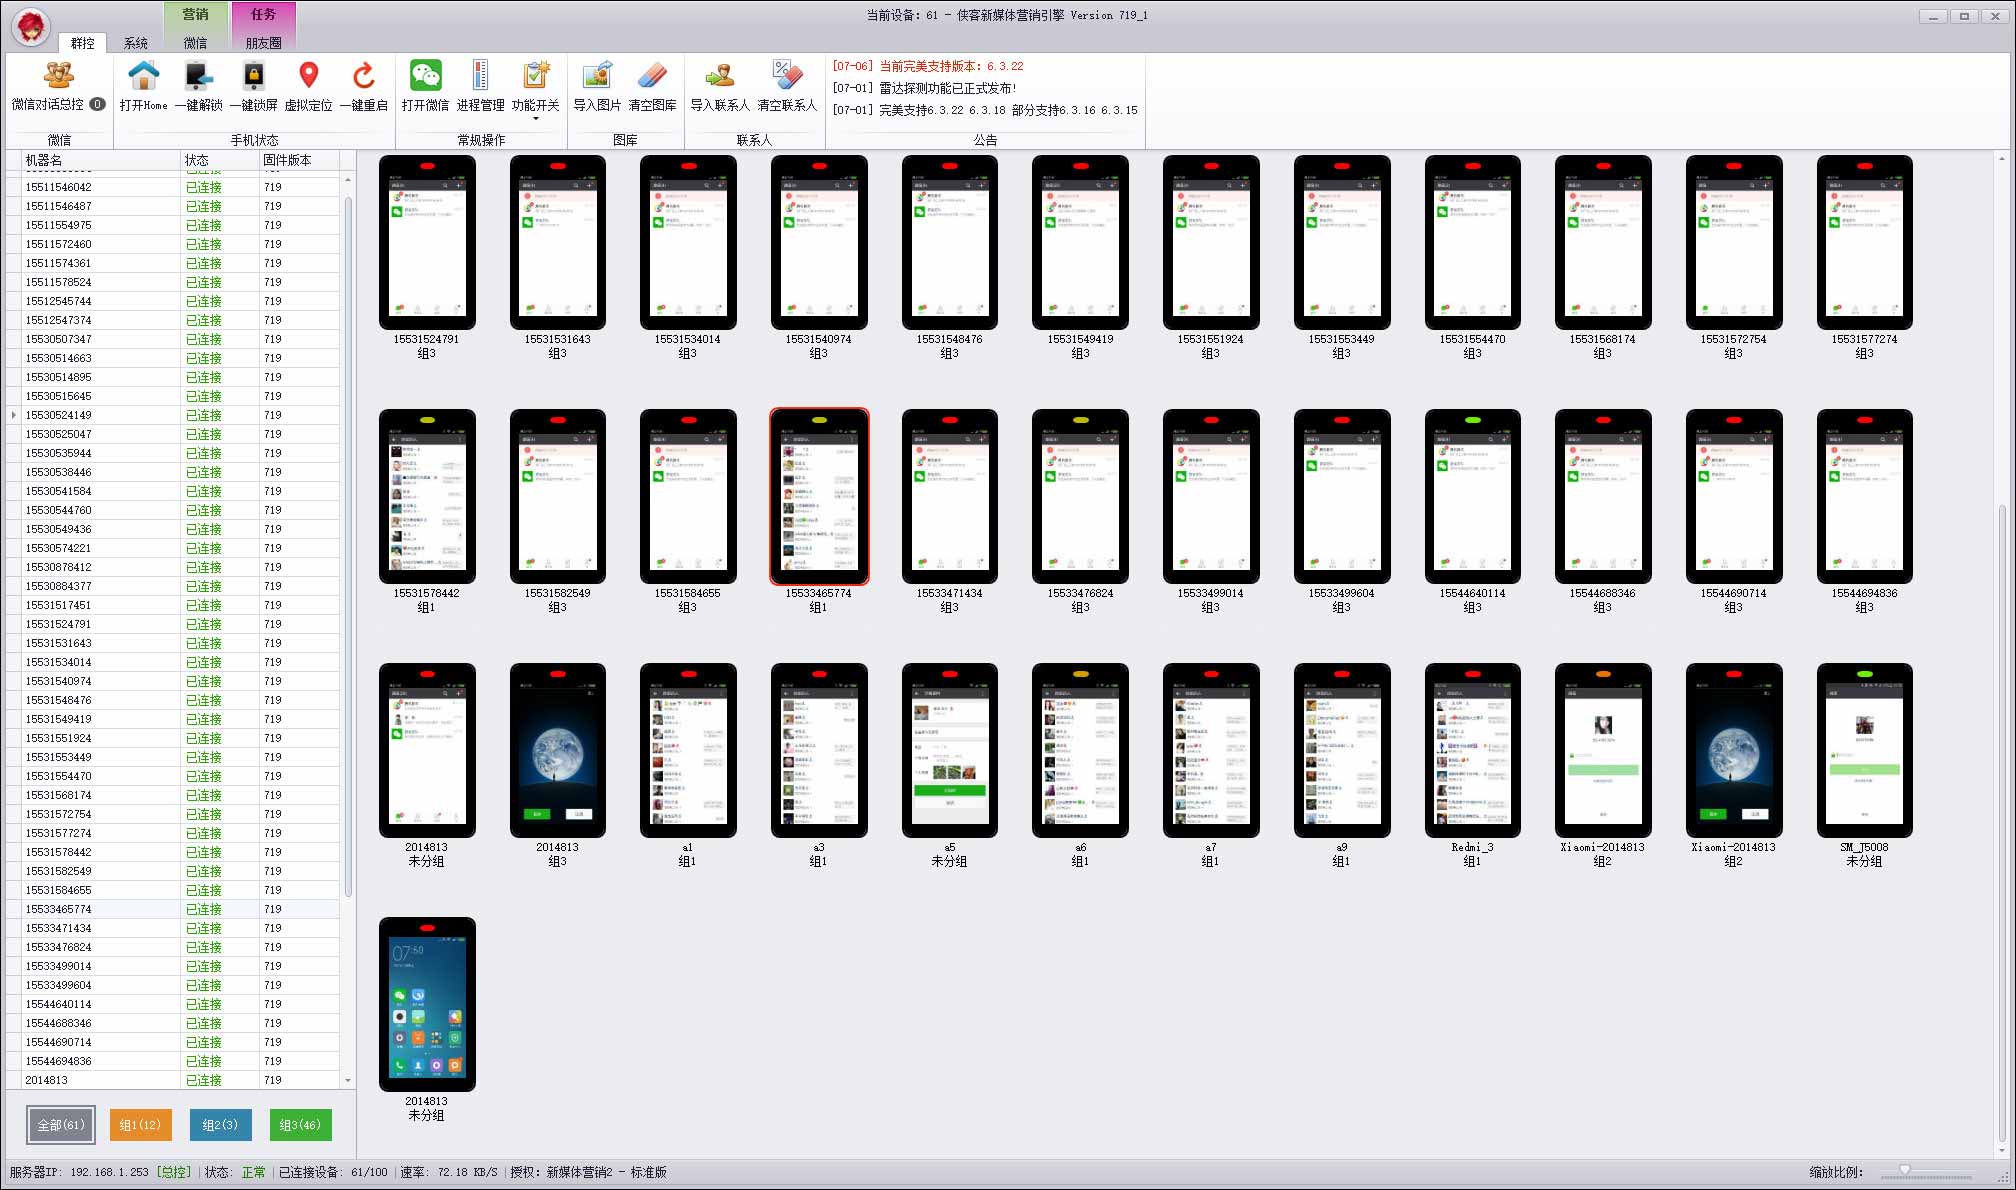 当前设备: 61 - 侠客新媒体营销引擎 Version 719_1
营销 任务
群控 系统 微信 朋友圈
微信对话总控 0
打开Home 一键解锁 一键锁屏 虚拟定位 一键重启
打开微信 进程管理 功能开关
导入图片 清空图库
导入联系人 清空联系人
[07-06] 当前完美支持版本: 6.3.22
[07-01] 雷达探测功能已正式发布!
[07-01] 完美支持6.3.22 6.3.18 部分支持6.3.16 6.3.15
微信 手机状态 常规操作 图库 联系人 公告
机器名 状态 固件版本
15511546042 已连接 719
15511546487 已连接 719
15511554975 已连接 719
15511572460 已连接 719
15511574361 已连接 719
15511578524 已连接 719
15512545744 已连接 719
15512547374 已连接 719
15530507347 已连接 719
15530514663 已连接 719
15530514895 已连接 719
15530515645 已连接 719
15530524149 已连接 719
15530525047 已连接 719
15530535944 已连接 719
15530538446 已连接 719
15530541584 已连接 719
15530544760 已连接 719
15530549436 已连接 719
15530574221 已连接 719
15530878412 已连接 719
15530884377 已连接 719
15531517451 已连接 719
15531524791 已连接 719
15531531643 已连接 719
15531534014 已连接 719
15531540974 已连接 719
15531548476 已连接 719
15531549419 已连接 719
15531551924 已连接 719
15531553449 已连接 719
15531554470 已连接 719
15531568174 已连接 719
15531572754 已连接 719
15531577274 已连接 719
15531578442 已连接 719
15531582549 已连接 719
15531584655 已连接 719
15533465774 已连接 719
15533471434 已连接 719
15533476824 已连接 719
15533499014 已连接 719
15533499604 已连接 719
15544640114 已连接 719
15544688346 已连接 719
15544690714 已连接 719
15544694836 已连接 719
2014813 已连接 719
全部(61) 组1(12) 组2(3) 组3(46)
15531524791 15531531643 15531534014 15531540974 15531548476 15531549419 15531551924 15531553449 15531554470 15531568174 15531572754 15531577274
组3 组3 组3 组3 组3 组3 组3 组3 组3 组3 组3 组3
15531578442 15531582549 15531584655 15533465774 15533471434 15533476824 15533499014 15533499604 15544640114 15544688346 15544690714 15544694836
组1 组3 组3 组1 组3 组3 组3 组3 组3 组3 组3 组3
2014813 2014813 a1 a3 a5 a6 a7 a9 Redmi_3 Xiaomi-2014813 Xiaomi-2014813 SM_J5008
未分组 组3 组1 组1 未分组 组1 组1 组1 组1 组2 组2 未分组
07:50
2014813
未分组
服务器IP: 192.168.1.253 [总控] 状态: 正常 已连接设备: 61/100 速率: 72.18 KB/S 授权: 新媒体营销2 - 标准版 缩放比例: